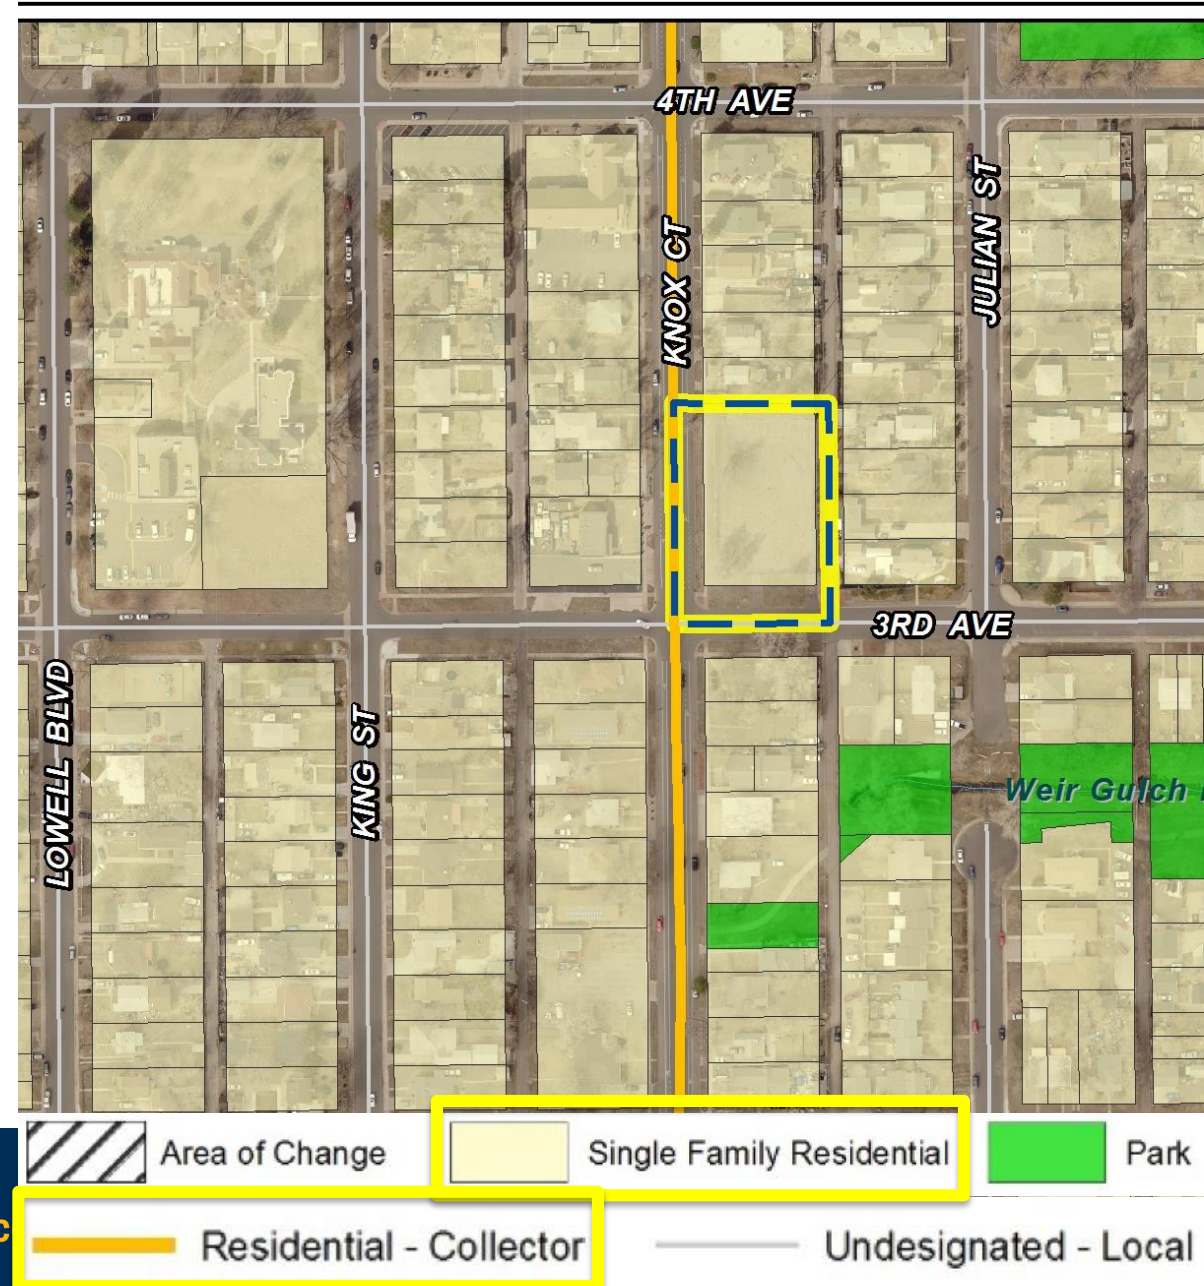 4TH AVE
KNOX CT
JULIAN ST
3RD AVE
LOWELL BLVD
KING ST
Weir Gulch
Area of Change
Single Family Residential
Park
Residential - Collector
Undesignated - Local